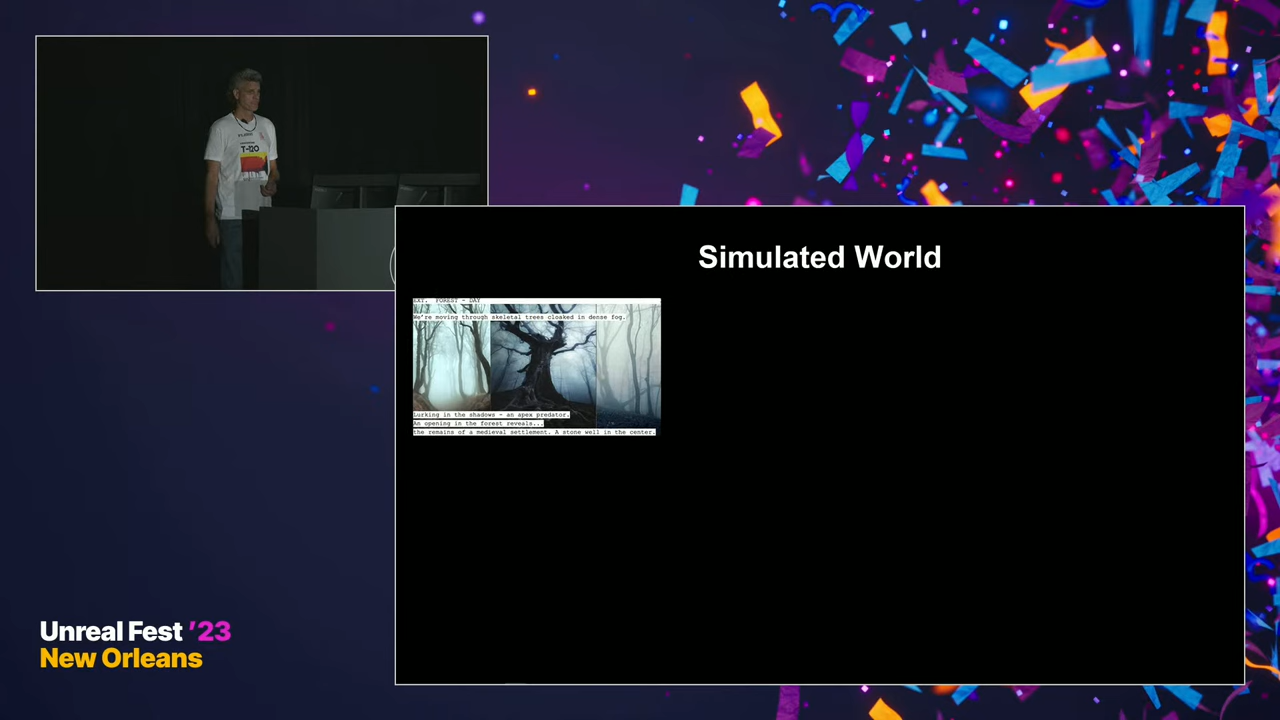 T-120
Simulated World
EXT. FOREST - DAY
We're moving through skeletal trees cloaked in dense fog.
Lurking in the shadows - an apex predator.
An opening in the forest reveals...
the remains of a medieval settlement. A stone well in the center.
Unreal Fest '23
New Orleans